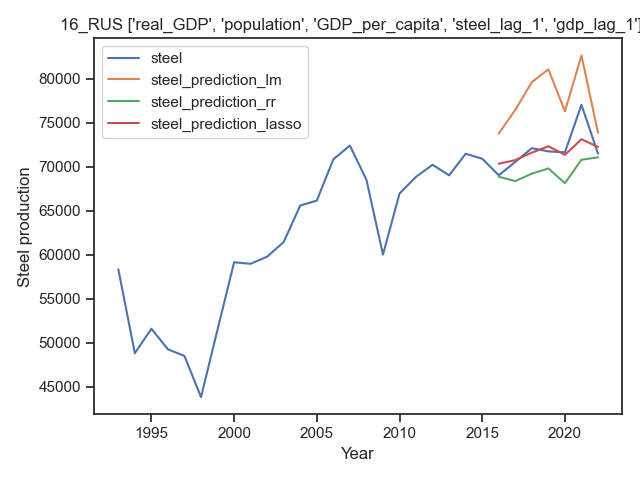 16_RUS ['real_GDP', 'population', 'GDP_per_capita', 'steel_lag_1', 'gdp_lag_1']
steel
steel_prediction_lm
steel_prediction_rr
steel_prediction_lasso
80000
75000
70000
65000
60000
55000
50000
45000
Steel production
1995
2000
2005
2010
2015
2020
Year